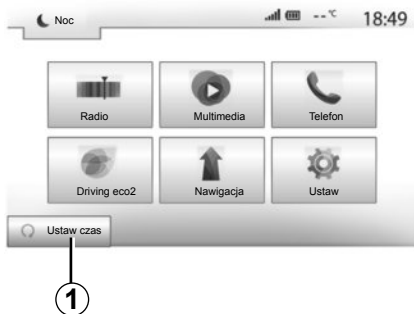 Noc
--°C
18:49
Radio
Multimedia
Telefon
Driving eco2
Nawigacja
Ustaw
Ustaw czas
1